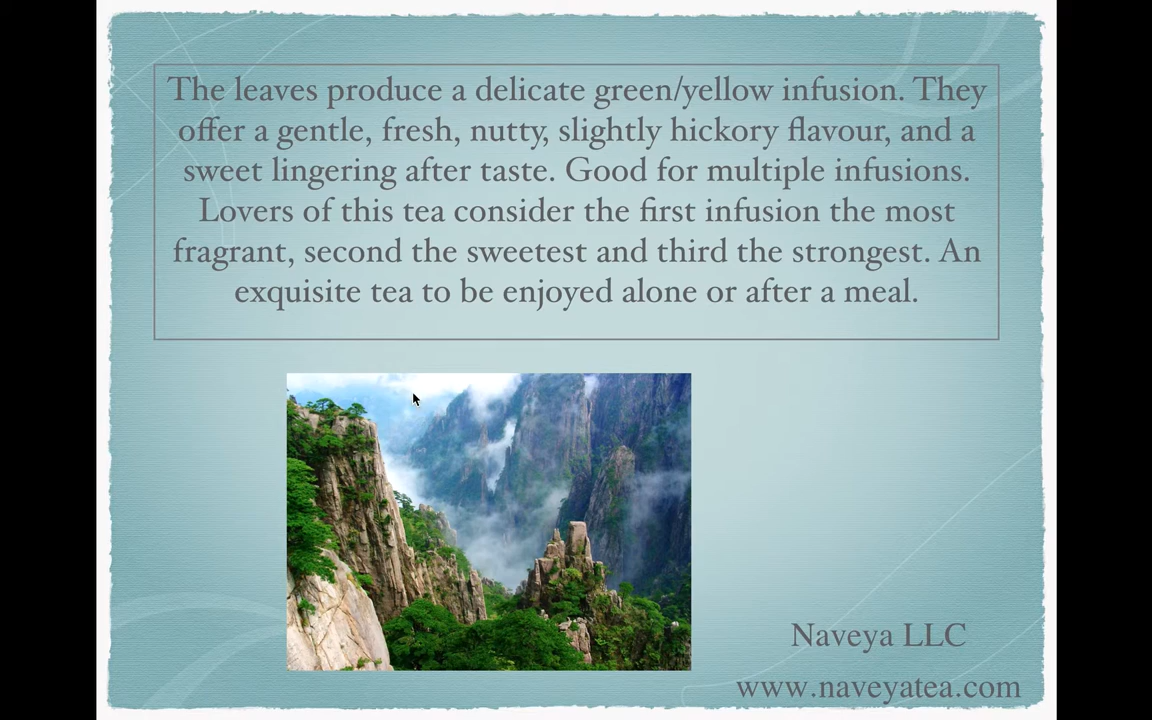 The leaves produce a delicate green/yellow infusion. They
offer a gentle, fresh, nutty, slightly hickory flavour, and a
sweet lingering after taste. Good for multiple infusions.
Lovers of this tea consider the first infusion the most
fragrant, second the sweetest and third the strongest. An
exquisite tea to be enjoyed alone or after a meal.
Naveya LLC
www.naveyatea.com